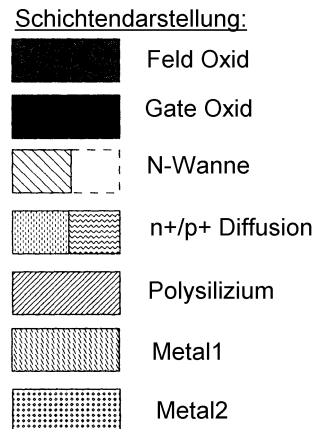 Schichtendarstellung:
Feld Oxid
Gate Oxid
N-Wanne
n+/p+ Diffusion
Polysilizium
Metal1
Metal2